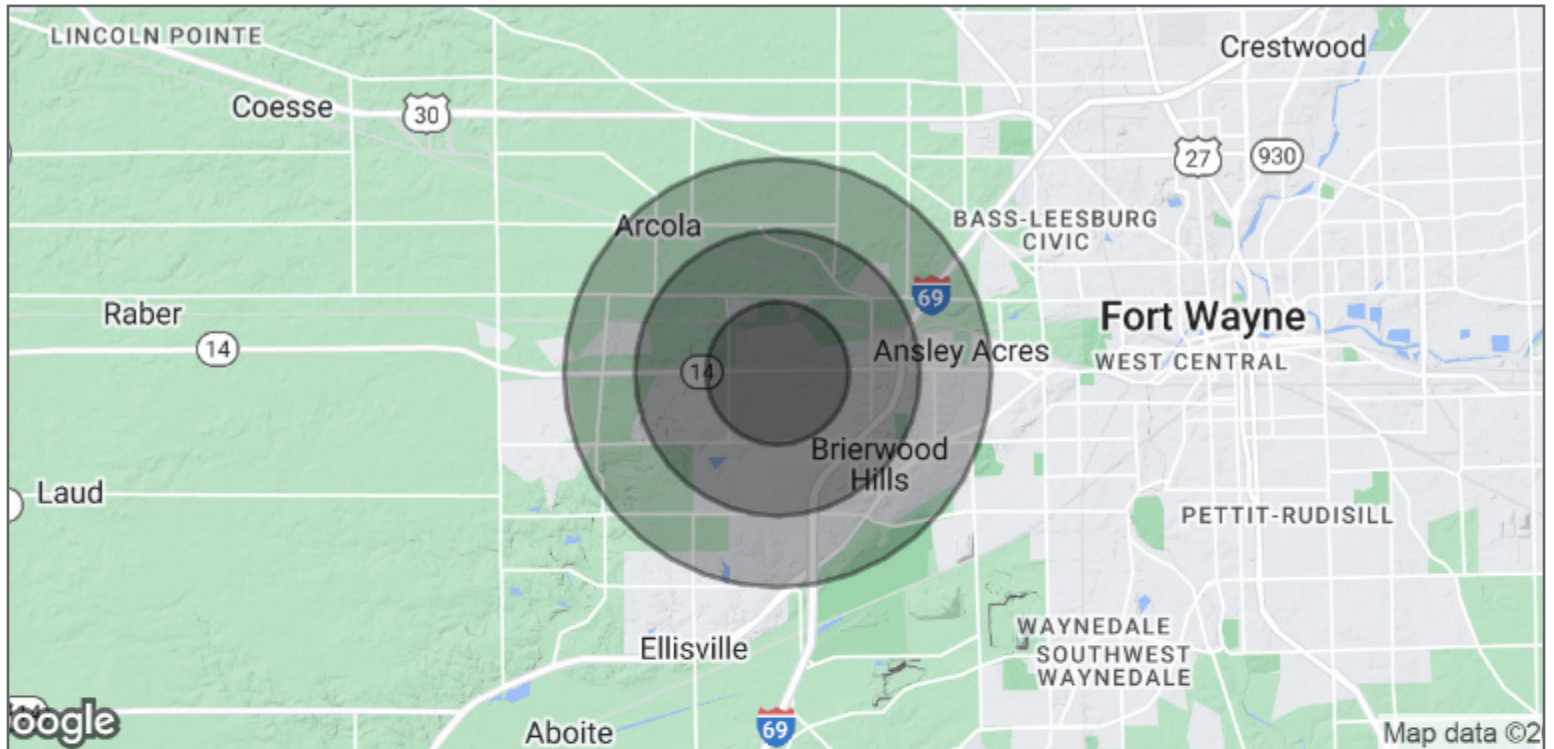 LINCOLN POINTE
Crestwood
Coesse
30
27
930
Arcola
BASS-LEESBURG
CIVIC
69
Raber
Fort Wayne
14
Ansley Acres
WEST CENTRAL
14
Brierwood
Hills
Laud
PETTIT-RUDISILL
WAYNEDALE
Ellisville
SOUTHWEST
WAYNEDALE
oogle
Aboite
69
Map data ©2